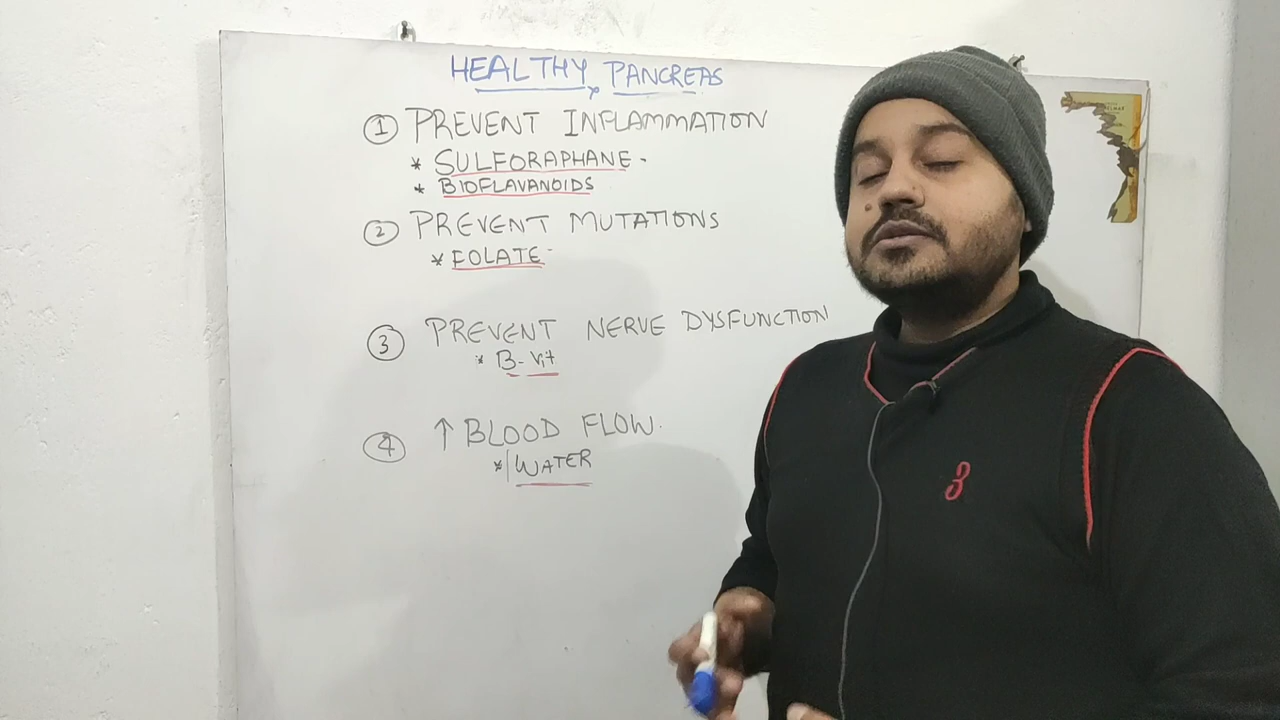 HEALTHY PANCREAS
① PREVENT INFLAMMATION
* SULFORAPHANE -
* BIOFLAVANOIDS
② PREVENT MUTATIONS
* FOLATE -
③ PREVENT NERVE DYSFUNCTION
* B-Vit
④ ↑ BLOOD FLOW.
* WATER
3